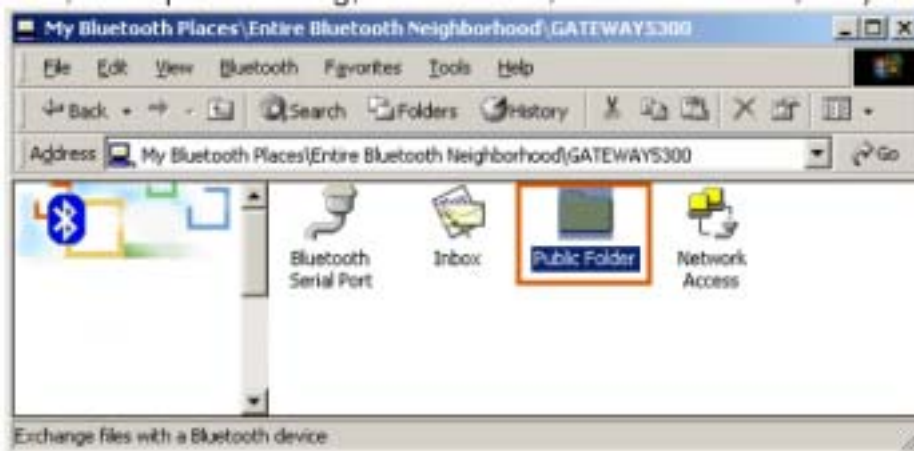 My Bluetooth Places\Entire Bluetooth Neighborhood\GATEWAY5300
File Edit View Bluetooth Favorites Tools Help
Back Search Folders History
Address My Bluetooth Places\Entire Bluetooth Neighborhood\GATEWAY5300 Go
Bluetooth Serial Port
Inbox
Public Folder
Network Access
Exchange files with a Bluetooth device